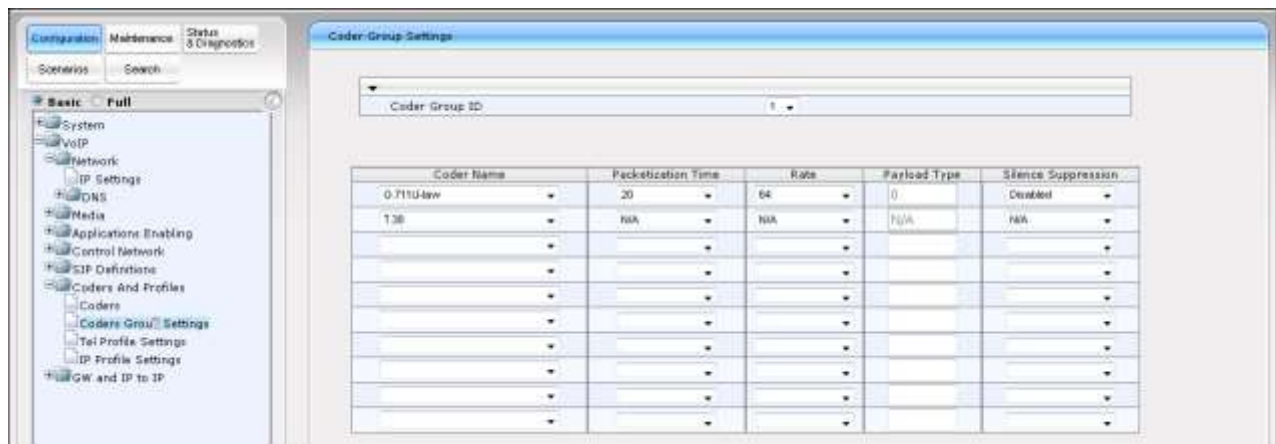 Configuration Maintenance Status & Diagnostics
Scenarios Search
Basic Full
System
VoIP
Network
IP Settings
DNS
Media
Applications Enabling
Control Network
SIP Definitions
Coders And Profiles
Coders
Coders Group Settings
Tel Profile Settings
IP Profile Settings
GW and IP to IP
Coder Group Settings
Coder Group ID 1
Coder Name Packetization Time Rate Payload Type Silence Suppression
G.711U-law 20 64 0 Disabled
T.38 N/A N/A N/A N/A